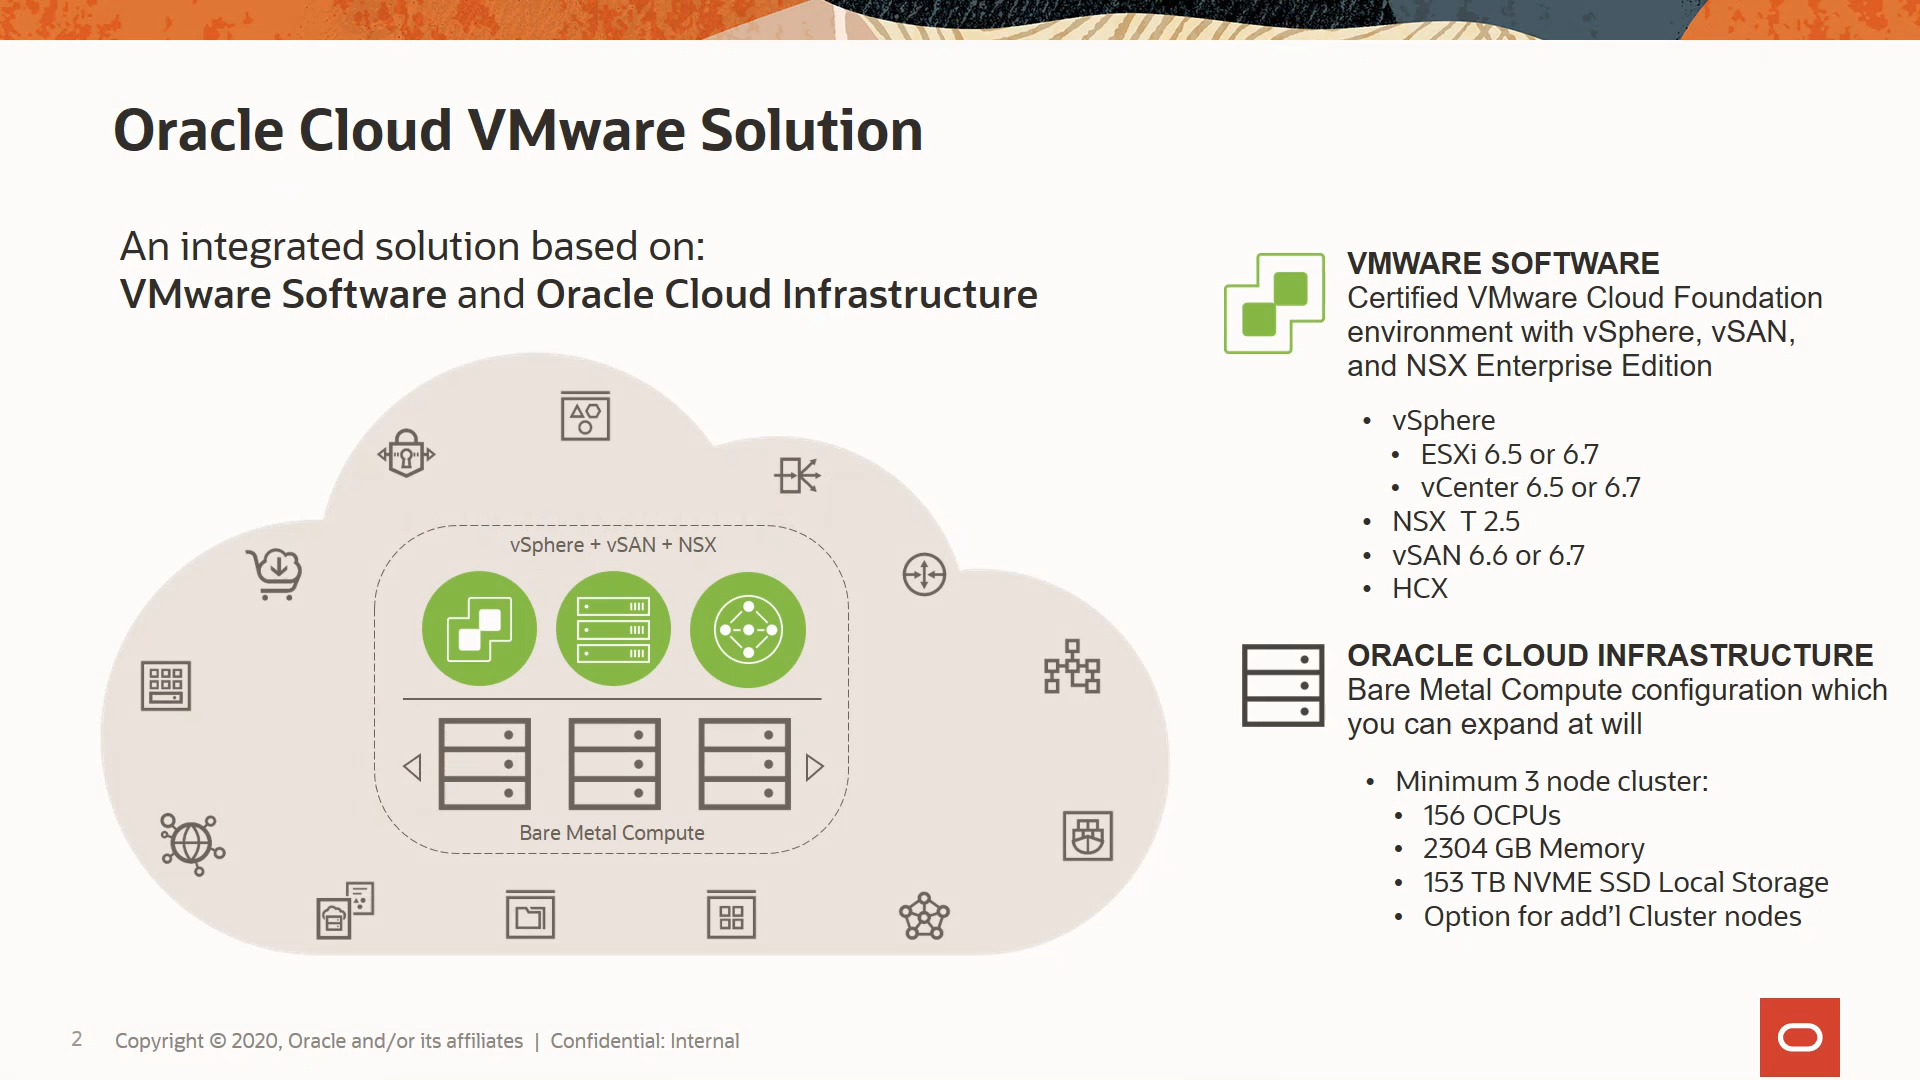 Oracle Cloud VMware Solution
An integrated solution based on:
VMware Software and Oracle Cloud Infrastructure
vSphere + vSAN + NSX
Bare Metal Compute
VMWARE SOFTWARE
Certified VMware Cloud Foundation
environment with vSphere, vSAN,
and NSX Enterprise Edition
• vSphere
• ESXi 6.5 or 6.7
• vCenter 6.5 or 6.7
• NSX T 2.5
• vSAN 6.6 or 6.7
• HCX
ORACLE CLOUD INFRASTRUCTURE
Bare Metal Compute configuration which
you can expand at will
• Minimum 3 node cluster:
• 156 OCPUs
• 2304 GB Memory
• 153 TB NVME SSD Local Storage
• Option for add'l Cluster nodes
2 Copyright © 2020, Oracle and/or its affiliates | Confidential: Internal